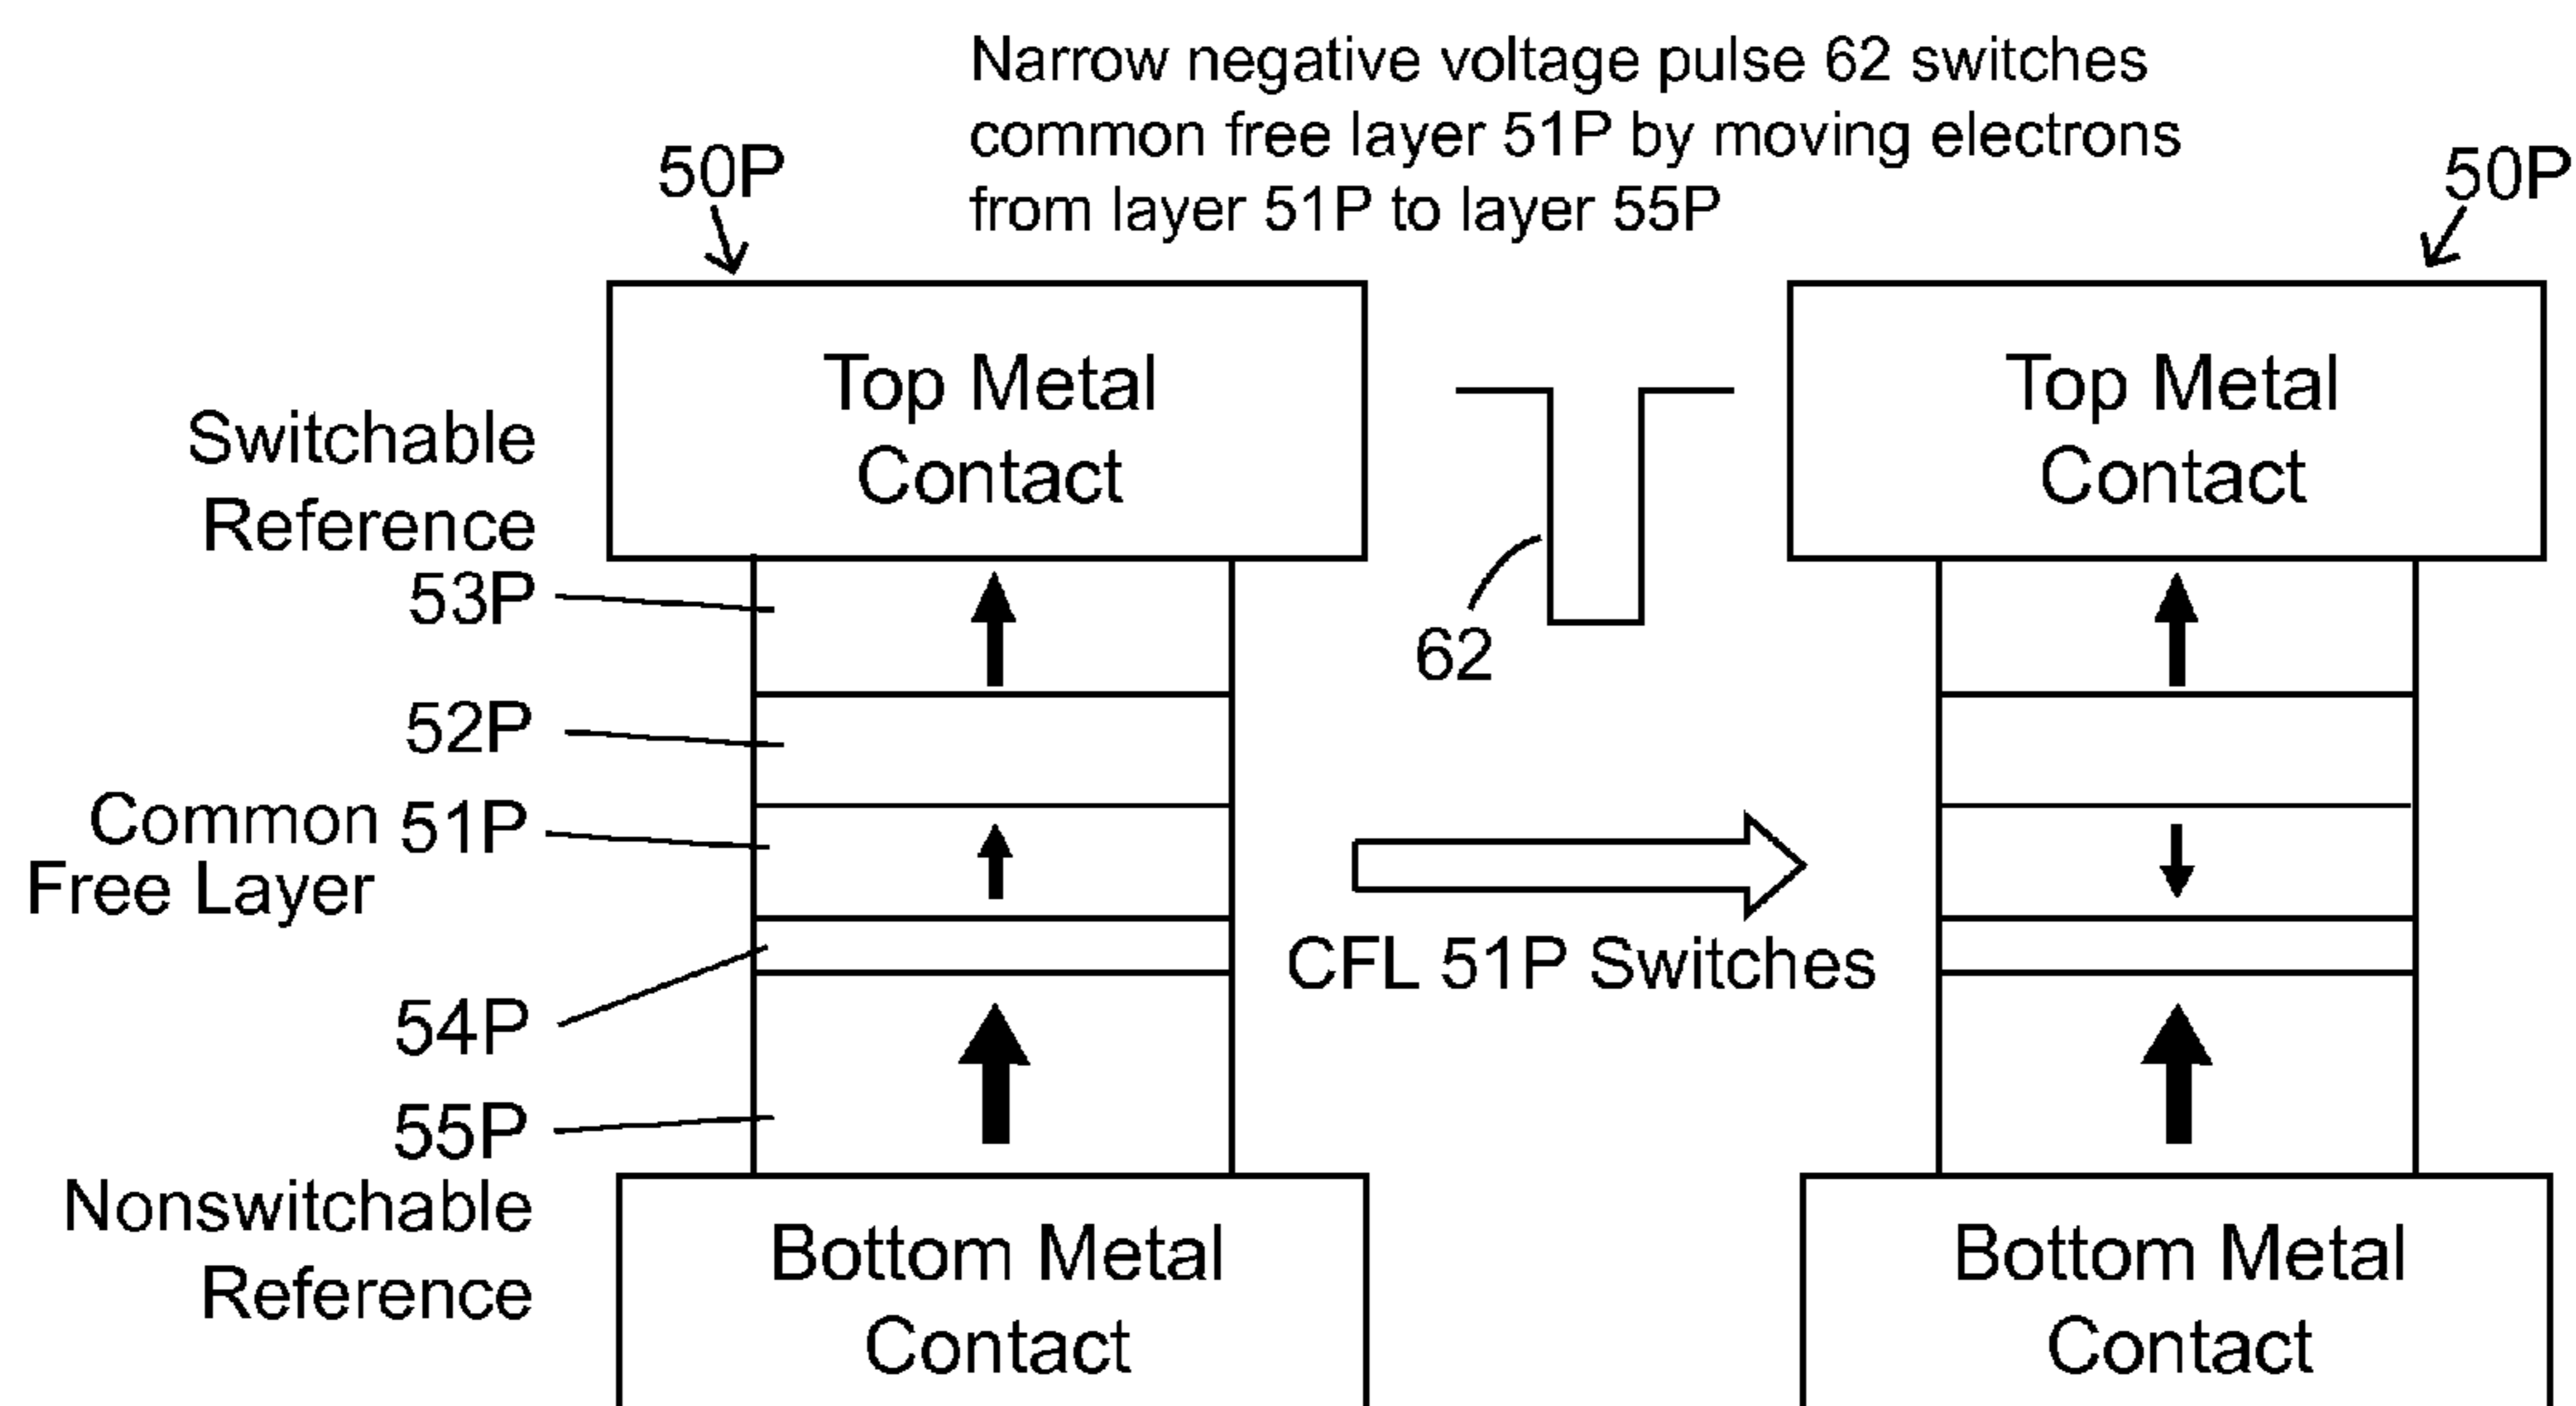 Narrow negative voltage pulse 62 switches
common free layer 51P by moving electrons
from layer 51P to layer 55P
50P
50P
Top Metal
Contact
Top Metal
Contact
Switchable
Reference
53P
62
52P
Common 51P
Free Layer
CFL 51P Switches
54P
55P
Nonswitchable
Reference
Bottom Metal
Contact
Bottom Metal
Contact